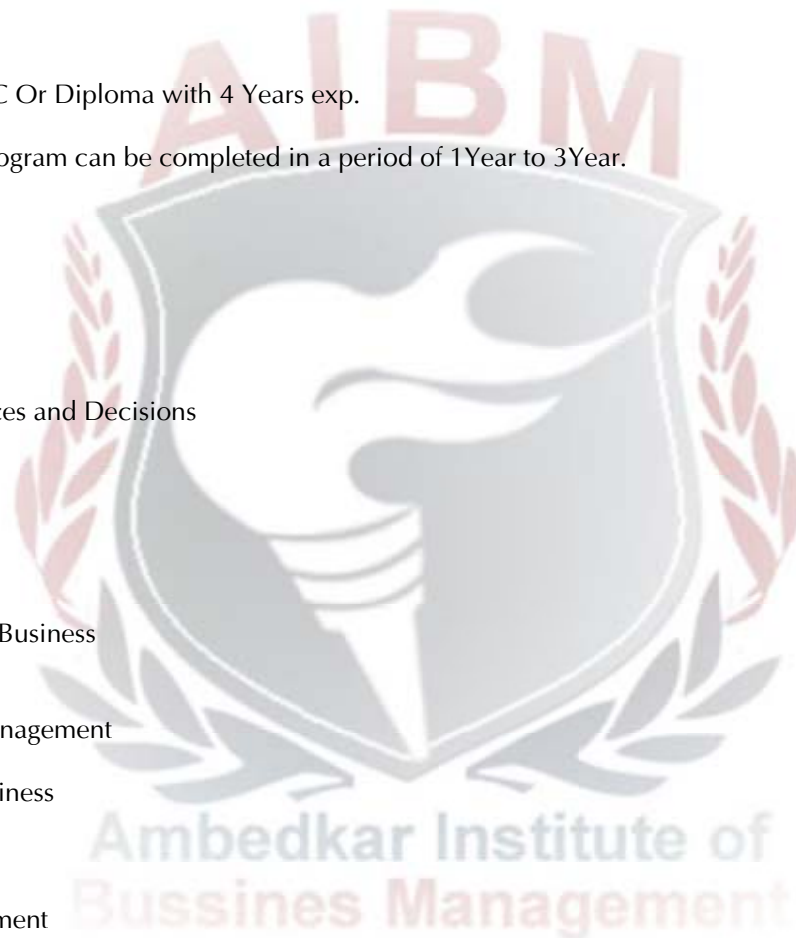 AIBM
C Or Diploma with 4 Years exp.
ogram can be completed in a period of 1Year to 3Year.
ces and Decisions
Business
nagement
iness
Ambedkar Institute of
Bussines Management
ment